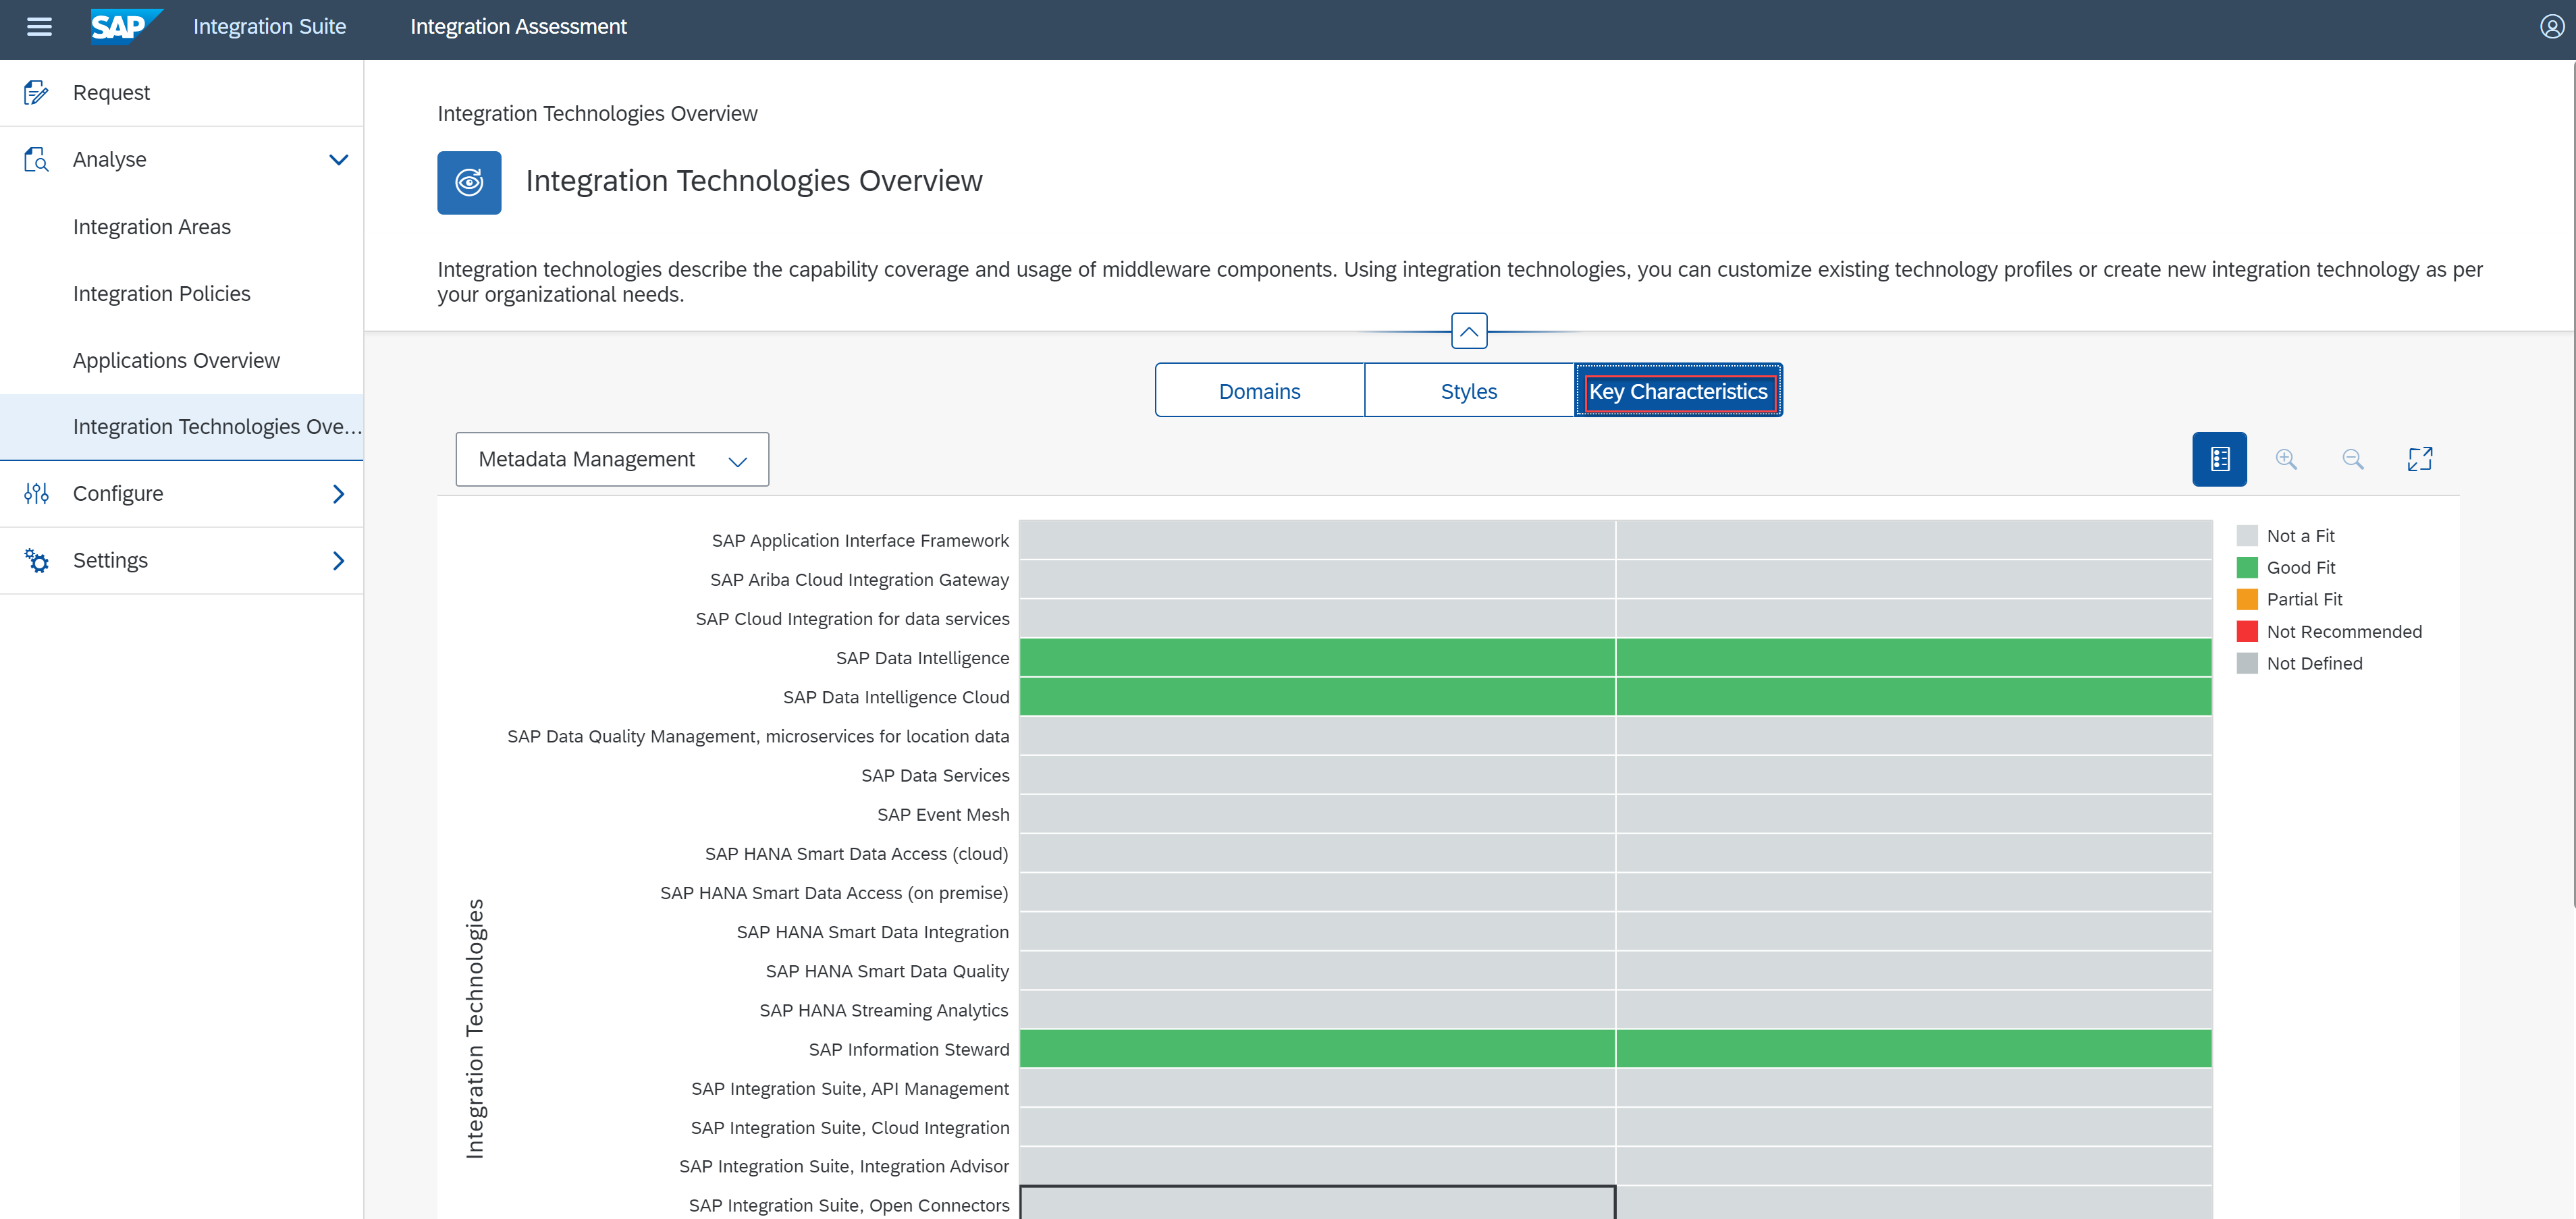 SAP Integration Suite Integration Assessment
Request
Analyse
Integration Areas
Integration Policies
Applications Overview
Integration Technologies Ove...
Configure
Settings
Integration Technologies Overview
Integration Technologies Overview
Integration technologies describe the capability coverage and usage of middleware components. Using integration technologies, you can customize existing technology profiles or create new integration technology as per
your organizational needs.
Domains Styles Key Characteristics
Metadata Management
Integration Technologies
SAP Application Interface Framework
SAP Ariba Cloud Integration Gateway
SAP Cloud Integration for data services
SAP Data Intelligence
SAP Data Intelligence Cloud
SAP Data Quality Management, microservices for location data
SAP Data Services
SAP Event Mesh
SAP HANA Smart Data Access (cloud)
SAP HANA Smart Data Access (on premise)
SAP HANA Smart Data Integration
SAP HANA Smart Data Quality
SAP HANA Streaming Analytics
SAP Information Steward
SAP Integration Suite, API Management
SAP Integration Suite, Cloud Integration
SAP Integration Suite, Integration Advisor
SAP Integration Suite, Open Connectors
Not a Fit
Good Fit
Partial Fit
Not Recommended
Not Defined